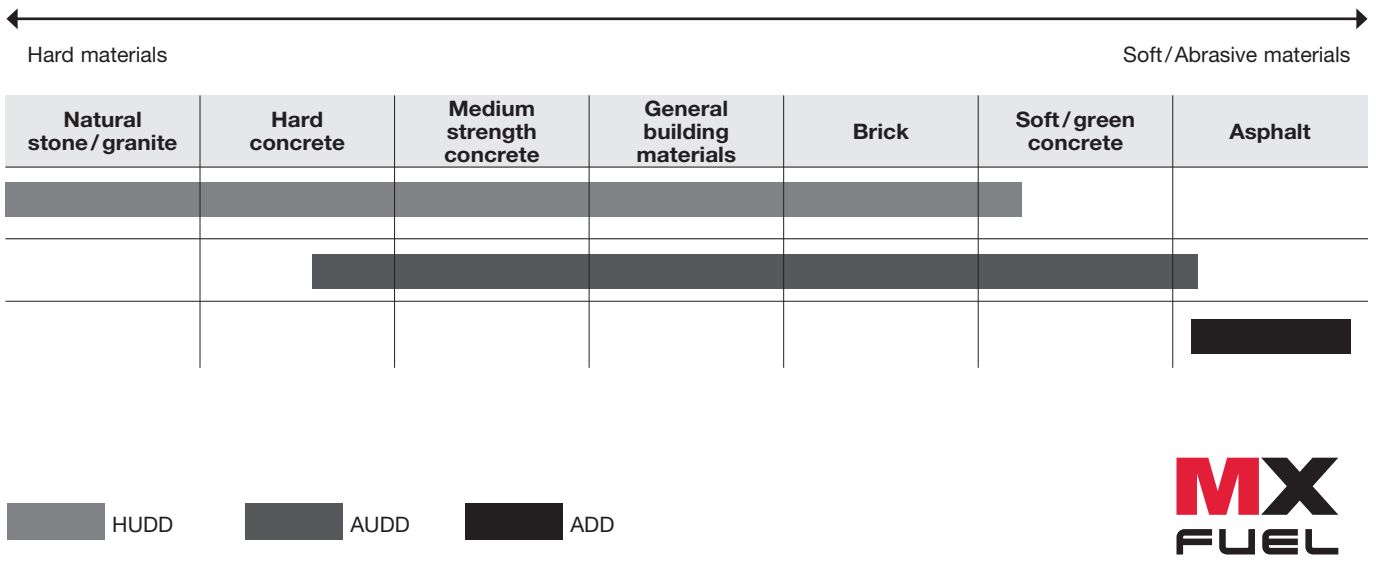 Hard materials
Soft/Abrasive materials
Natural
stone/granite
Hard
concrete
Medium
strength
concrete
General
building
materials
Brick
Soft/green
concrete
Asphalt
HUDD
AUDD
ADD
MX
FUEL